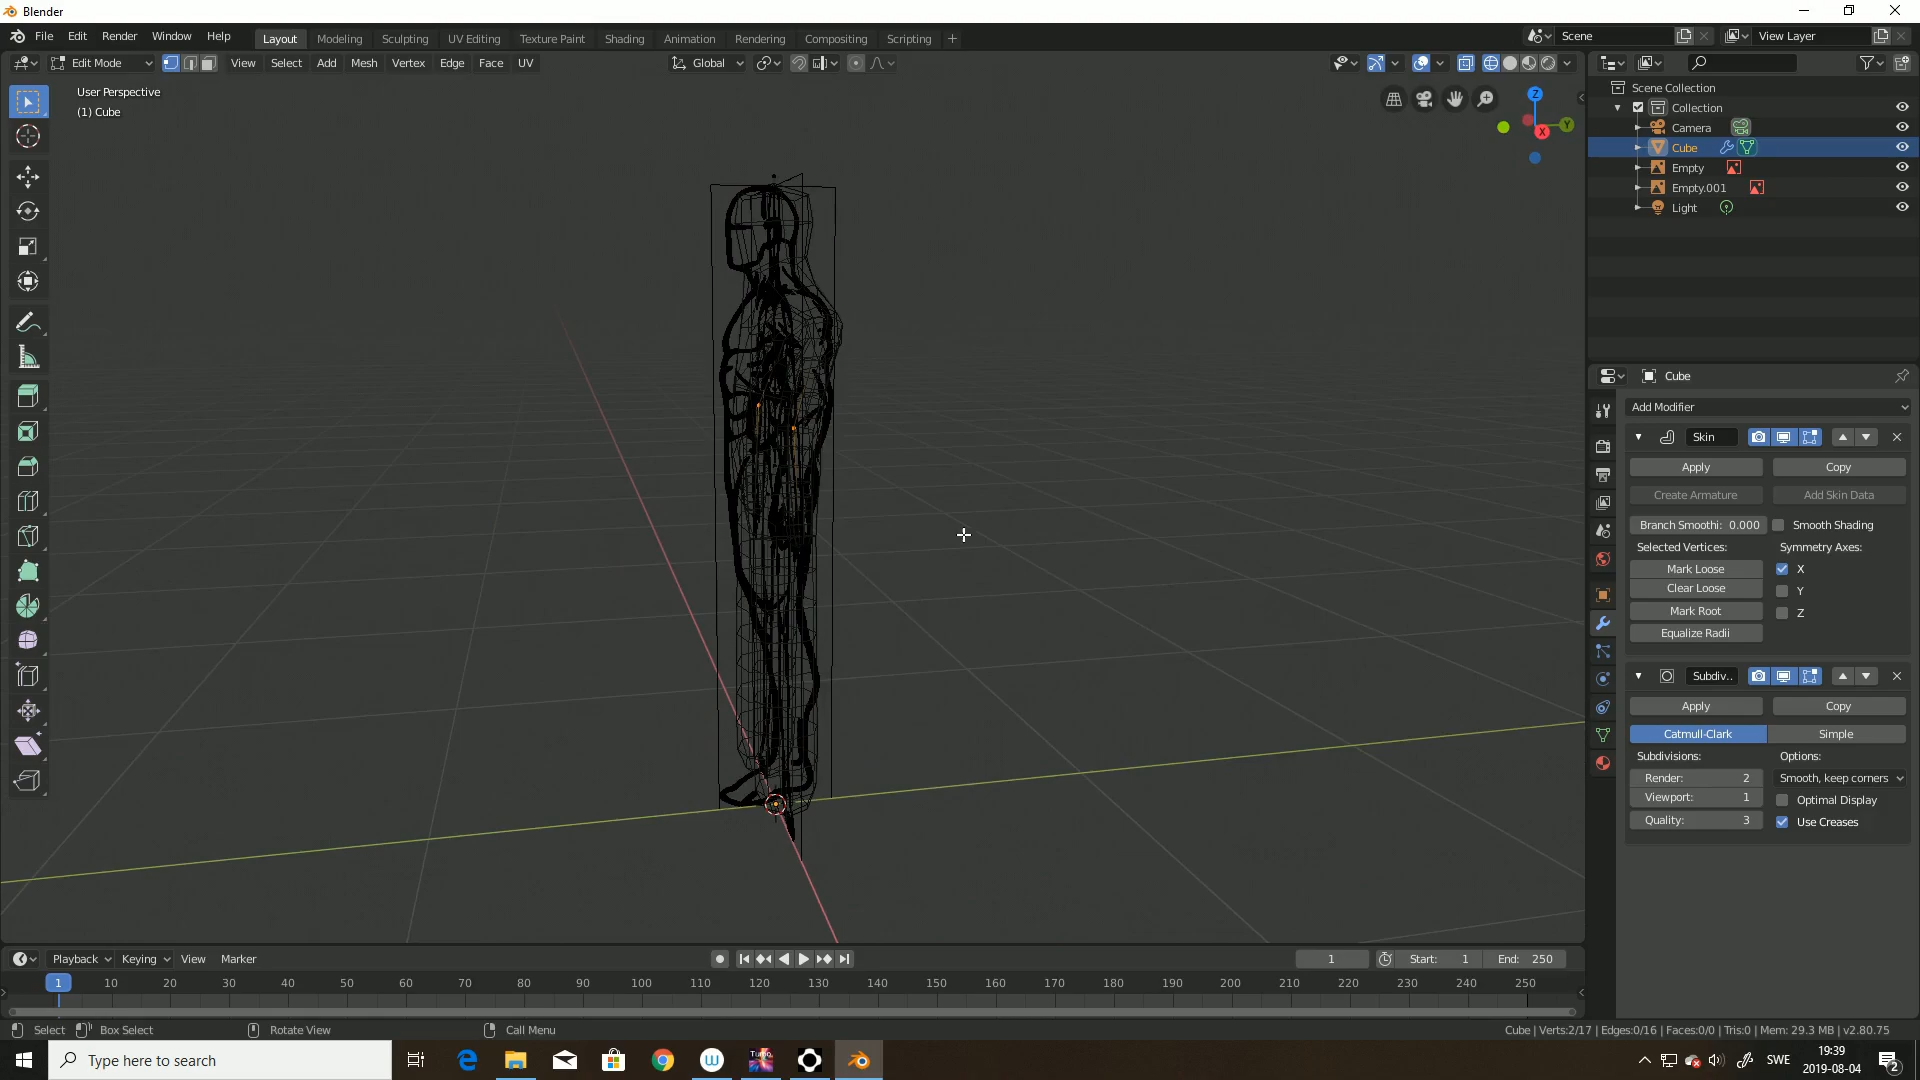 Blender
File Edit Render Window Help
Layout Modeling Sculpting UV Editing Texture Paint Shading Animation Rendering Compositing Scripting +
Scene
View Layer
Edit Mode
View Select Add Mesh Vertex Edge Face UV
Global
User Perspective
(1) Cube
Z
Y
X
Scene Collection
Collection
Camera
Cube
Empty
Empty.001
Light
Cube
Add Modifier
Skin
Apply Copy
Create Armature Add Skin Data
Branch Smoothi: 0.000 Smooth Shading
Selected Vertices: Symmetry Axes:
Mark Loose X
Clear Loose Y
Mark Root Z
Equalize Radii
Subdiv..
Apply Copy
Catmull-Clark Simple
Subdivisions: Options:
Render: 2 Smooth, keep corners
Viewport: 1 Optimal Display
Quality: 3 Use Creases
Playback Keying View Marker
1 Start: 1 End: 250
1 10 20 30 40 50 60 70 80 90 100 110 120 130 140 150 160 170 180 190 200 210 220 230 240 250
Select Box Select Rotate View Call Menu
Cube | Verts:2/17 | Edges:0/16 | Faces:0/0 | Tris:0 | Mem: 29.3 MB | v2.80.75
Type here to search
SWE
19:39
2019-08-04
2